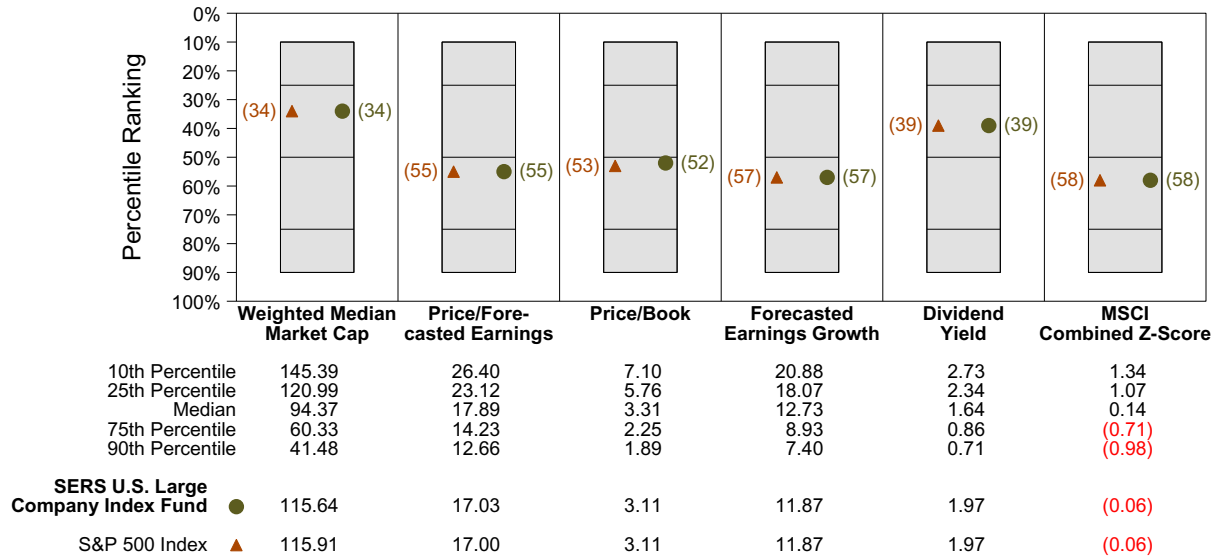 0%
10%
20%
30%
40%
50%
60%
70%
80%
90%
100%
Percentile Ranking
(34) (34)
(55) (55)
(53) (52)
(57) (57)
(39) (39)
(58) (58)
Weighted Median
Market Cap
Price/Fore-
casted Earnings
Price/Book
Forecasted
Earnings Growth
Dividend
Yield
MSCI
Combined Z-Score
10th Percentile 145.39 26.40 7.10 20.88 2.73 1.34
25th Percentile 120.99 23.12 5.76 18.07 2.34 1.07
Median 94.37 17.89 3.31 12.73 1.64 0.14
75th Percentile 60.33 14.23 2.25 8.93 0.86 (0.71)
90th Percentile 41.48 12.66 1.89 7.40 0.71 (0.98)
SERS U.S. Large
Company Index Fund 115.64 17.03 3.11 11.87 1.97 (0.06)
S&P 500 Index 115.91 17.00 3.11 11.87 1.97 (0.06)